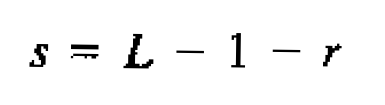 s = L − 1 − r